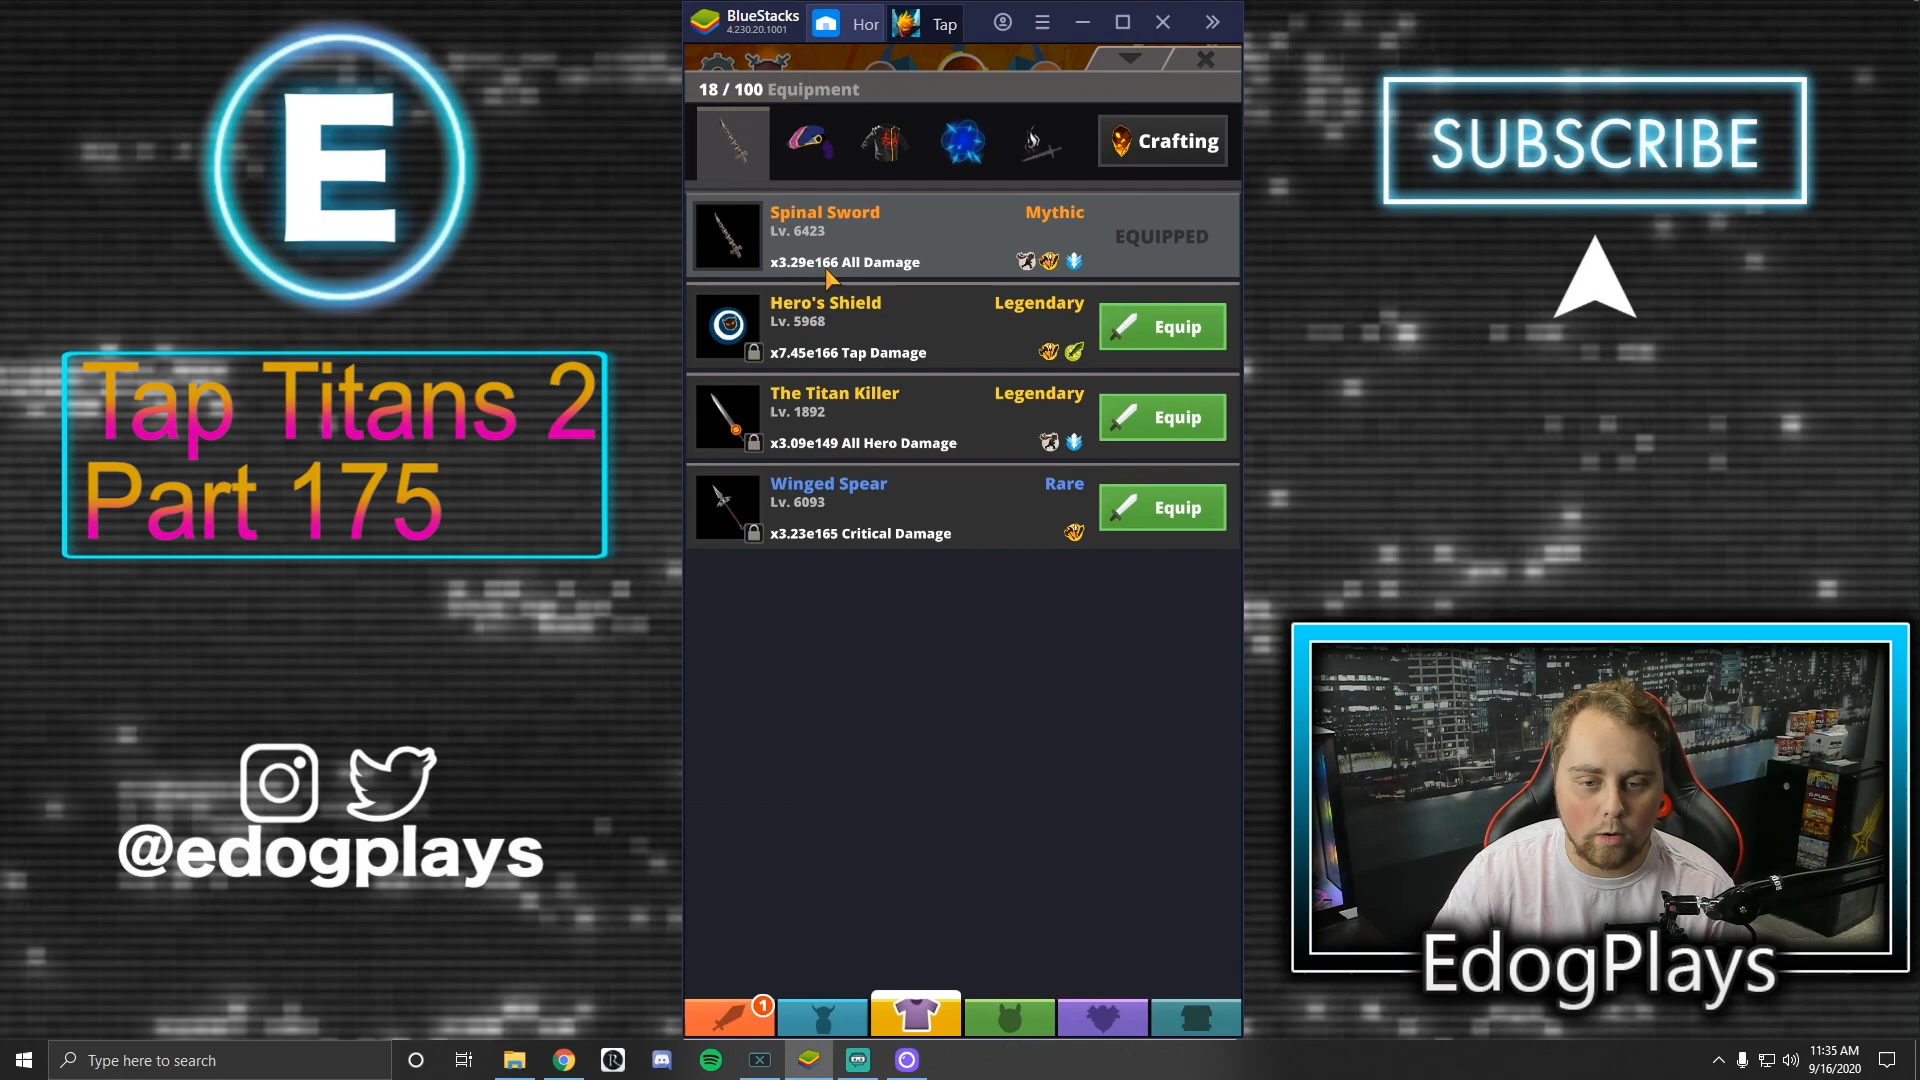 BlueStacks
4.230.20.1001
Hor
Tap
18 / 100 Equipment
Crafting
Spinal Sword
Mythic
Lv. 6423
EQUIPPED
x3.29e166 All Damage
Hero's Shield
Legendary
Lv. 5968
Equip
x7.45e166 Tap Damage
The Titan Killer
Legendary
Lv. 1892
Equip
x3.09e149 All Hero Damage
Winged Spear
Rare
Lv. 6093
Equip
x3.23e165 Critical Damage
1
E
Tap Titans 2
Part 175
@edogplays
SUBSCRIBE
EdogPlays
Type here to search
11:35 AM
9/16/2020